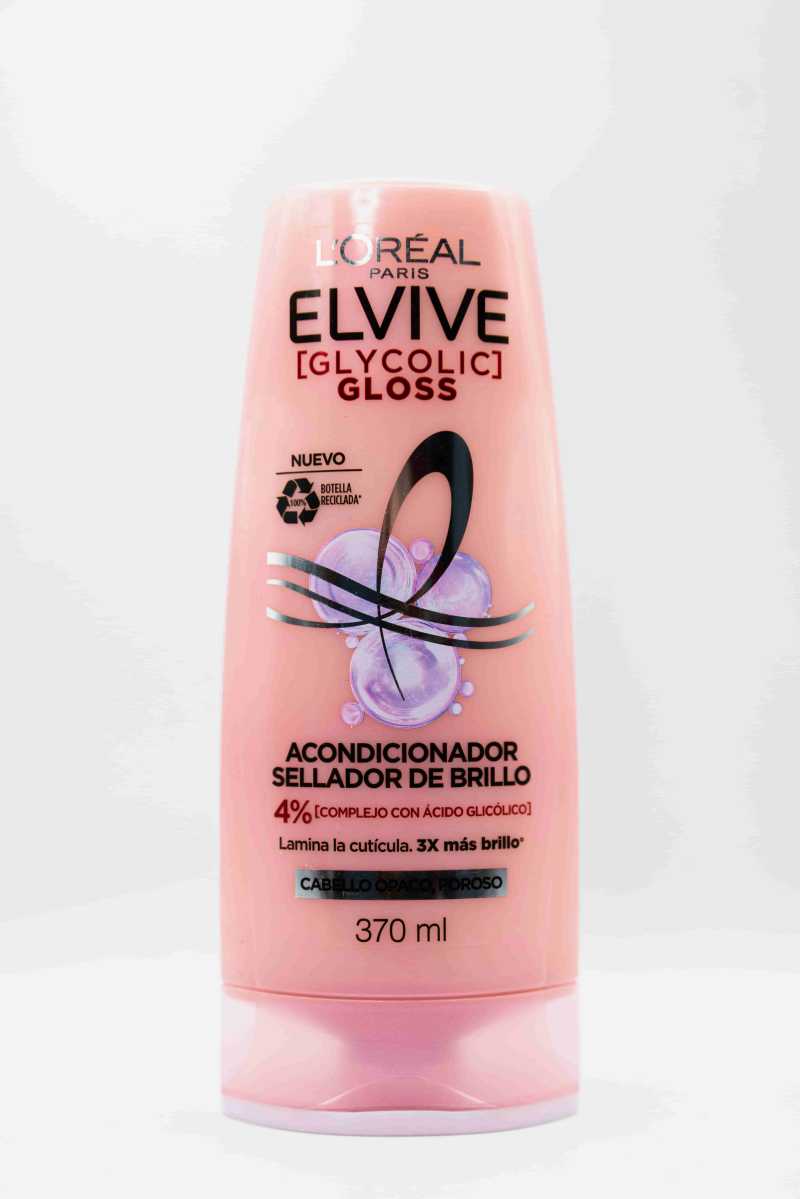 L'ORÉAL
PARIS
ELVIVE
[GLYCOLIC]
GLOSS
NUEVO
100%
BOTELLA
RECICLADA*
ACONDICIONADOR
SELLADOR DE BRILLO
4% [COMPLEJO CON ÁCIDO GLICÓLICO]
Lamina la cutícula. 3X más brillo*
CABELLO OPACO, POROSO
370 ml